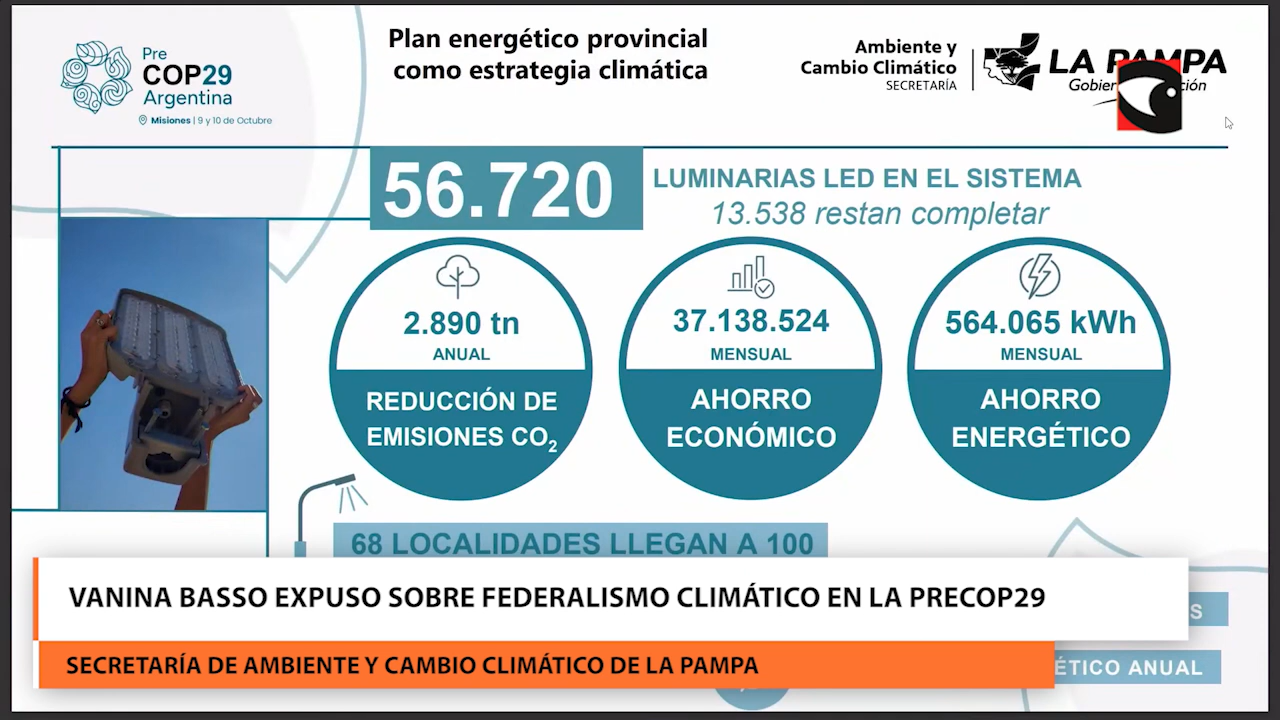 Pre
COP29
Argentina
Misiones | 9 y 10 de Octubre
Plan energético provincial
como estrategia climática
Ambiente y
Cambio Climático
SECRETARÍA
LA PAMPA
56.720
LUMINARIAS LED EN EL SISTEMA
13.538 restan completar
2.890 tn
ANUAL
REDUCCIÓN DE
EMISIONES CO2
37.138.524
MENSUAL
AHORRO
ECONÓMICO
564.065 kWh
MENSUAL
AHORRO
ENERGÉTICO
68 LOCALIDADES LLEGAN A 100
VANINA BASSO EXPUSO SOBRE FEDERALISMO CLIMÁTICO EN LA PRECOP29
SECRETARÍA DE AMBIENTE Y CAMBIO CLIMÁTICO DE LA PAMPA
ANUAL